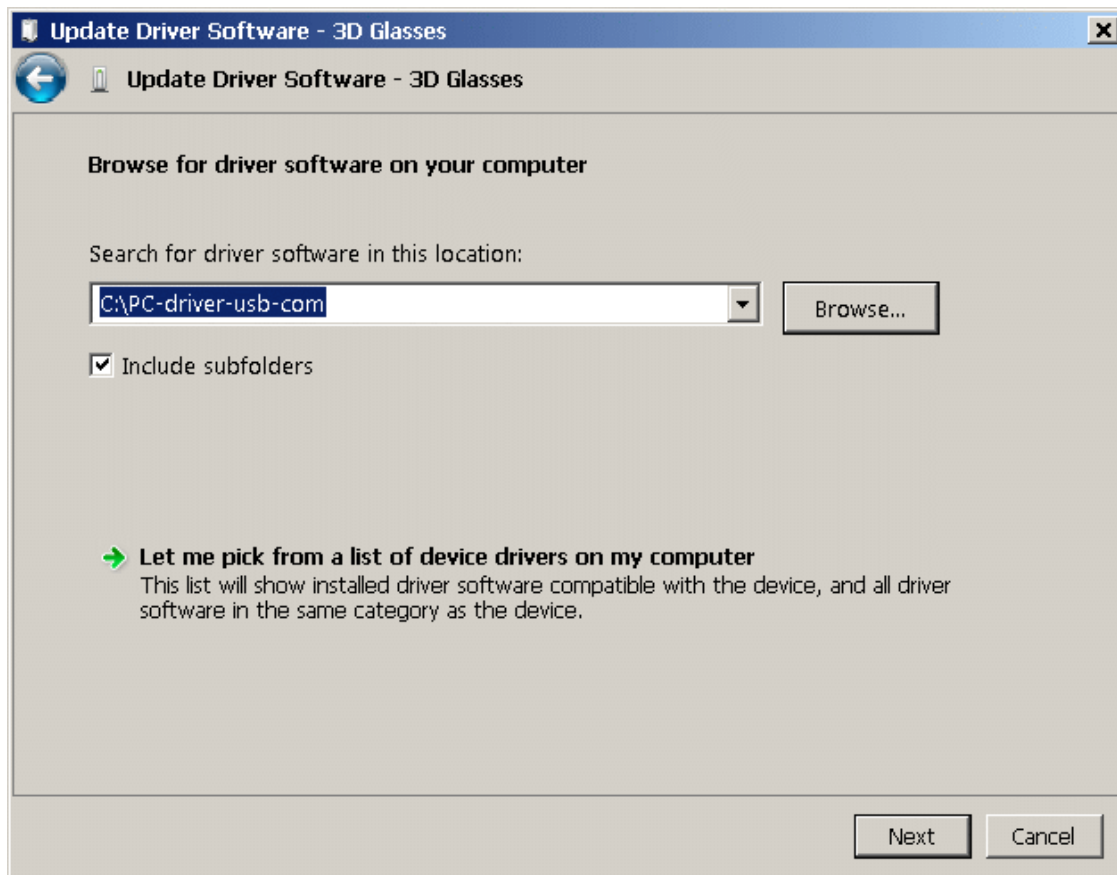 Update Driver Software - 3D Glasses
Update Driver Software - 3D Glasses
Browse for driver software on your computer
Search for driver software in this location:
C:\PC-driver-usb-com
Browse...
Include subfolders
Let me pick from a list of device drivers on my computer
This list will show installed driver software compatible with the device, and all driver
software in the same category as the device.
Next
Cancel